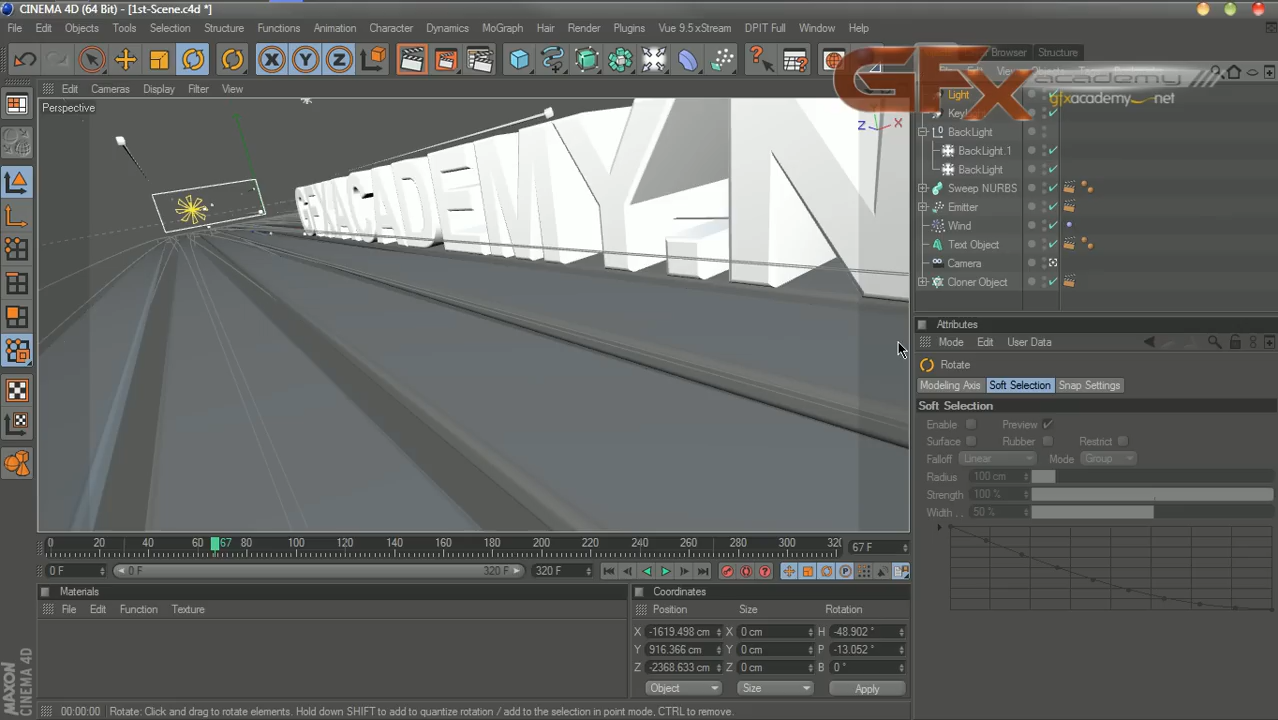 CINEMA 4D (64 Bit) - [1st-Scene.c4d *]
File Edit Objects Tools Selection Structure Functions Animation Character Dynamics MoGraph Hair Render Plugins Vue 9.5 xStream DPIT Full Window Help
X Y Z
Browser Structure
GFX academy
gfxacademy.net
Edit Cameras Display Filter View
Perspective
Z X
GFXACADEMY.N
Light
Key
BackLight
BackLight.1
BackLight
Sweep NURBS
Emitter
Wind
Text Object
Camera
Cloner Object
Attributes
Mode Edit User Data
Rotate
Modeling Axis Soft Selection Snap Settings
Soft Selection
Enable Preview
Surface Rubber Restrict
Falloff Linear Mode Group
Radius 100 cm
Strength 100 %
Width . . 50 %
0 20 40 60 67 80 100 120 140 160 180 200 220 240 260 280 300 320 67 F
0 F 0 F 320 F 320 F
Materials
File Edit Function Texture
Coordinates
Position Size Rotation
X -1619.498 cm X 0 cm H -48.902 °
Y 916.366 cm Y 0 cm P -13.052 °
Z -2368.633 cm Z 0 cm B 0 °
Object Size Apply
MAXON
CINEMA 4D
00:00:00 Rotate: Click and drag to rotate elements. Hold down SHIFT to add to quantize rotation / add to the selection in point mode, CTRL to remove.